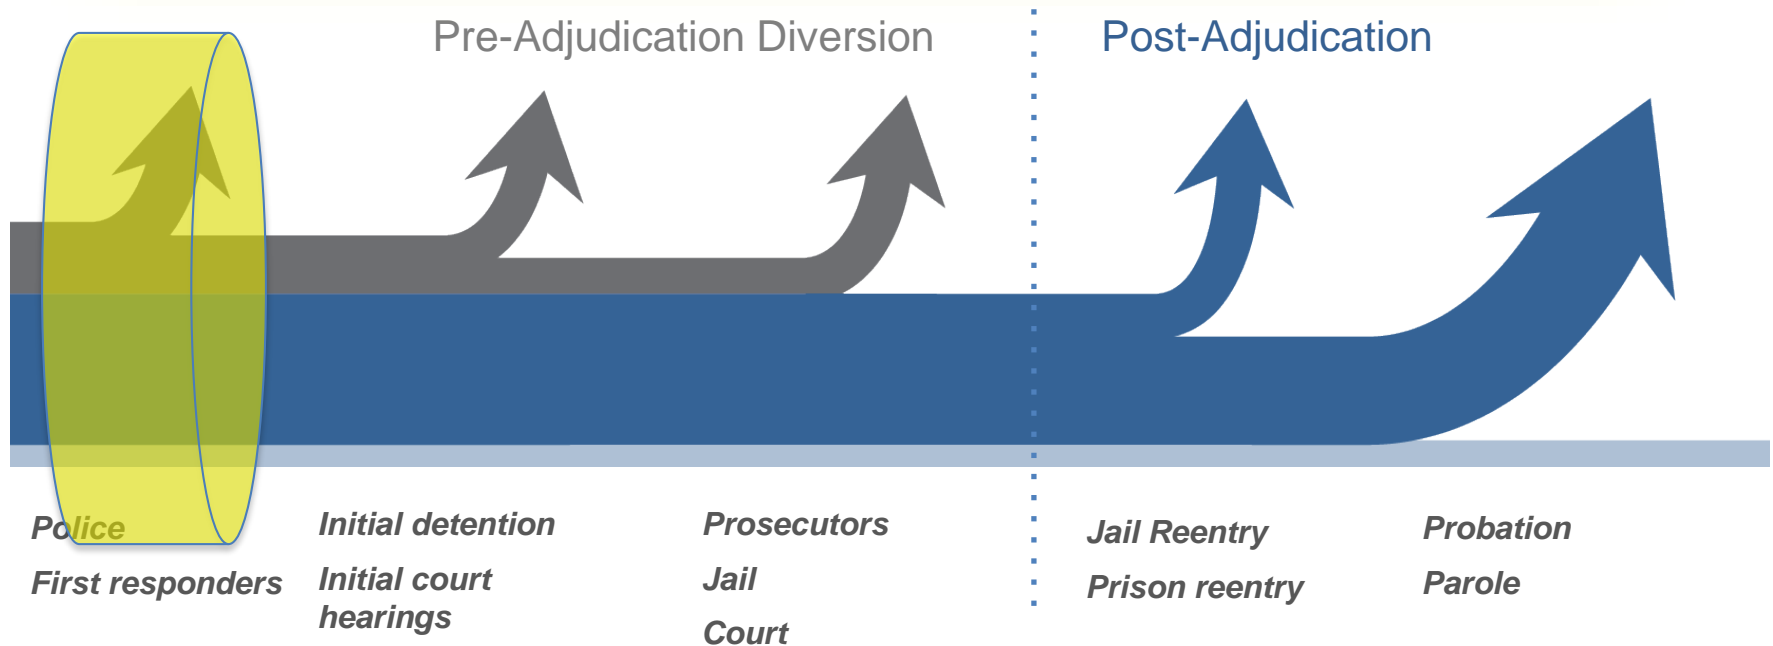 Pre-Adjudication Diversion
Post-Adjudication
Police
First responders
Initial detention
Initial court
hearings
Prosecutors
Jail
Court
Jail Reentry
Prison reentry
Probation
Parole